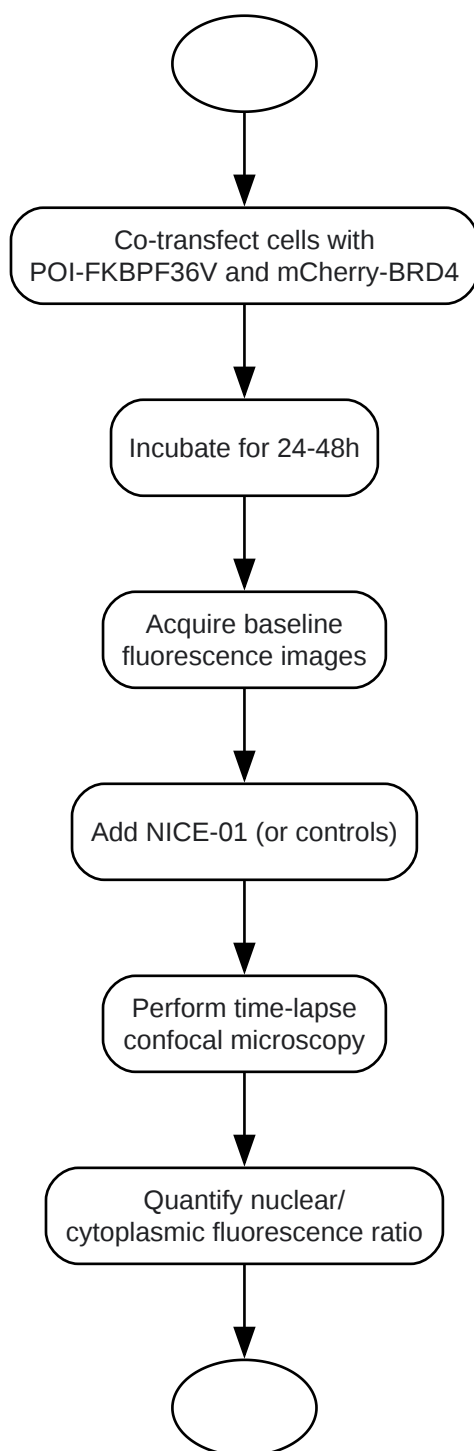 Co-transfect cells with
POI-FKBPF36V and mCherry-BRD4
Incubate for 24-48h
Acquire baseline
fluorescence images
Add NICE-01 (or controls)
Perform time-lapse
confocal microscopy
Quantify nuclear/
cytoplasmic fluorescence ratio